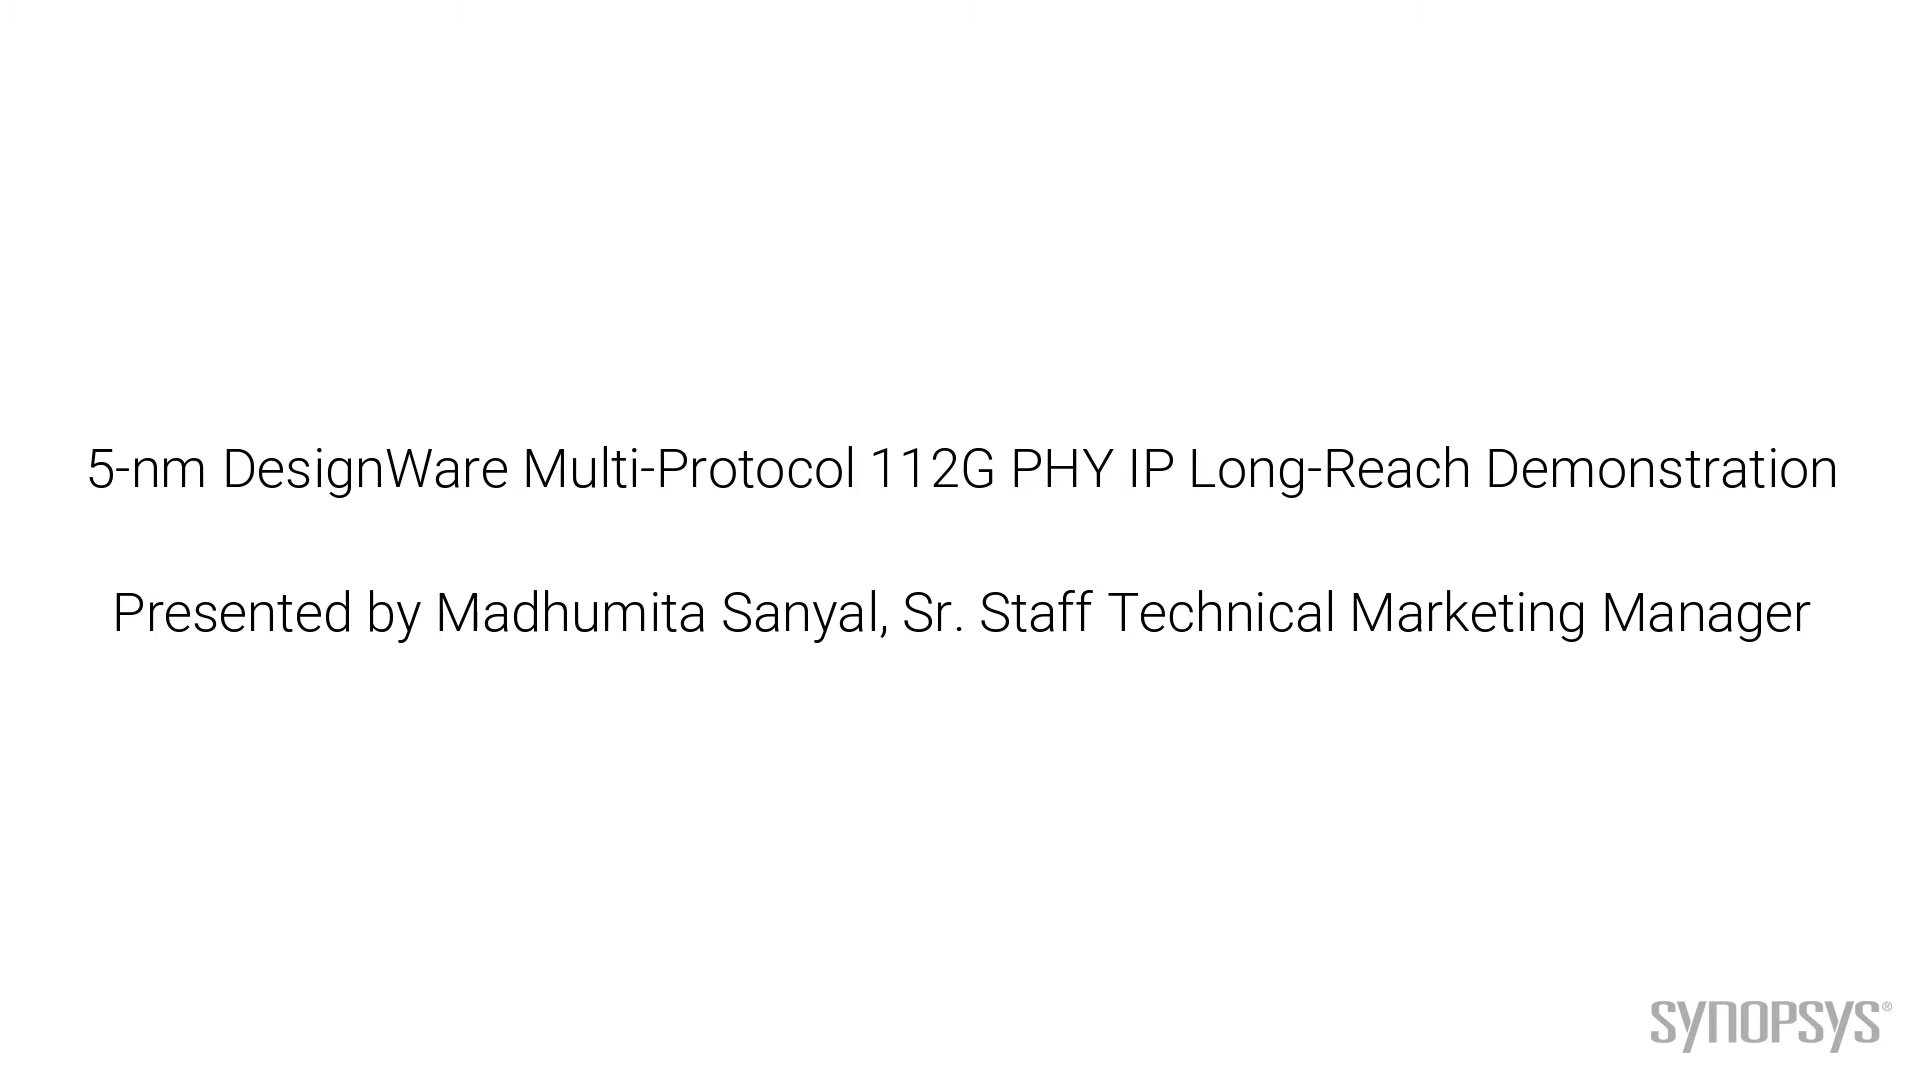 5-nm DesignWare Multi-Protocol 112G PHY IP Long-Reach Demonstration
Presented by Madhumita Sanyal, Sr. Staff Technical Marketing Manager
SYNOPSYS®